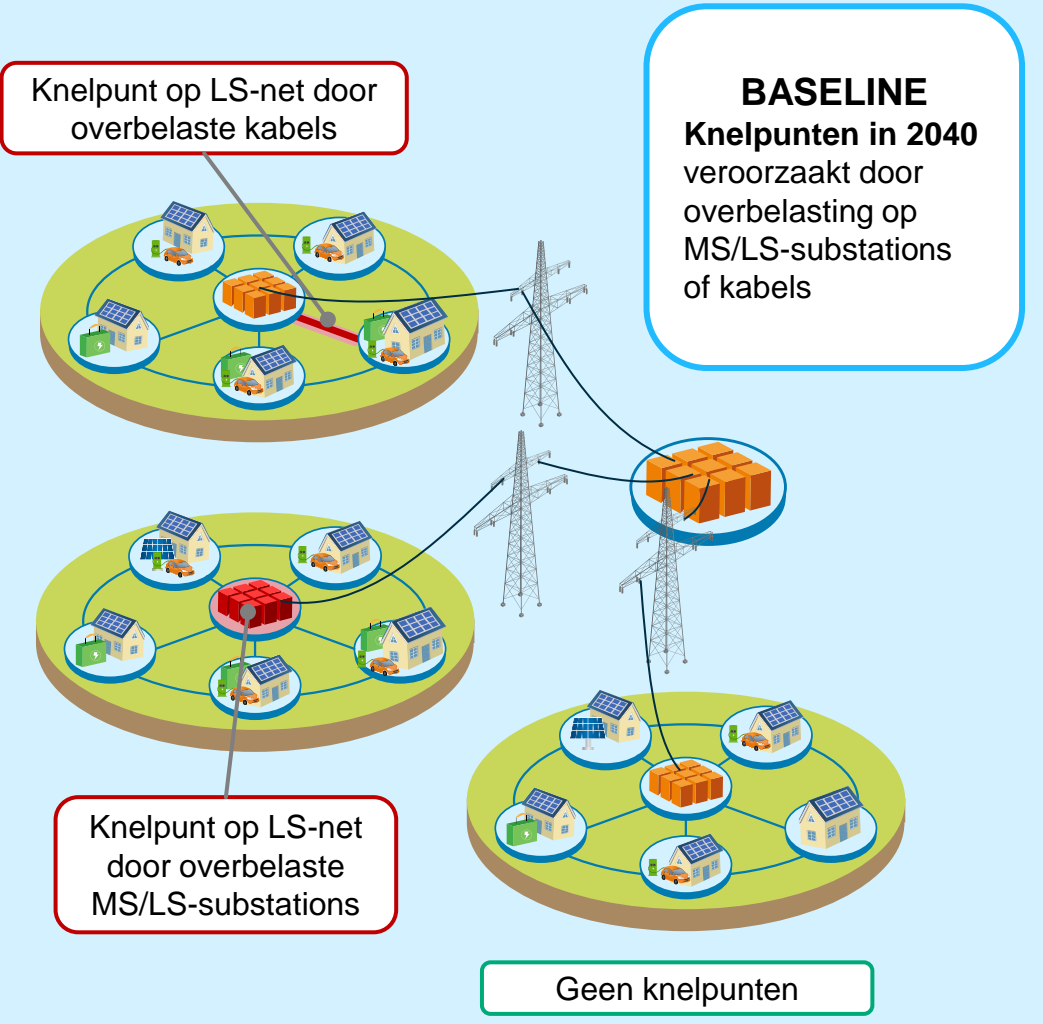 Knelpunt op LS-net door
overbelaste kabels
BASELINE
Knelpunten in 2040
veroorzaakt door
overbelasting op
MS/LS-substations
of kabels
Knelpunt op LS-net
door overbelaste
MS/LS-substations
Geen knelpunten